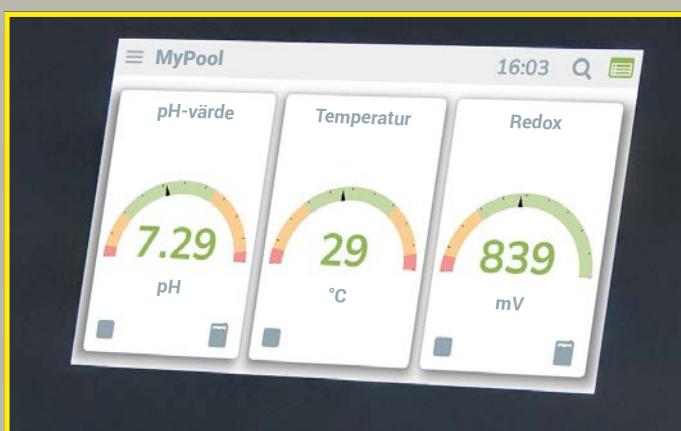 MyPool
16:03
pH-värde
7.29
pH
Temperatur
29
°C
Redox
839
mV